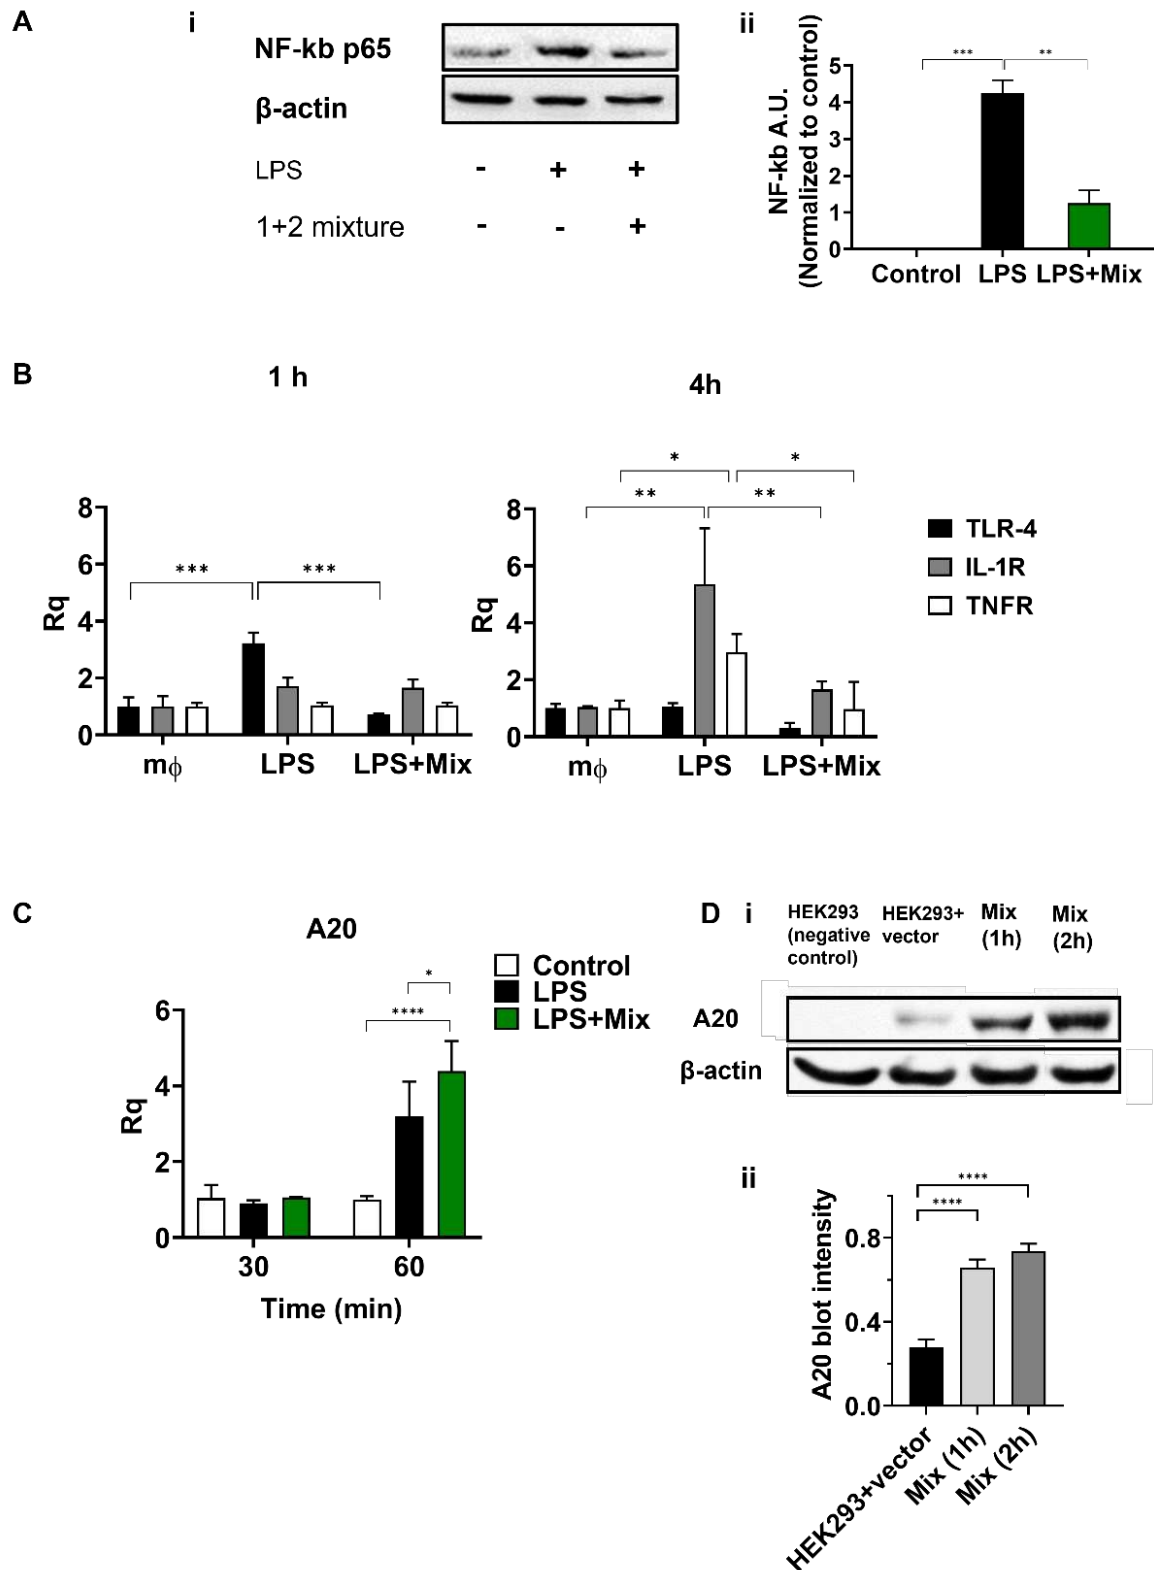 A
i
NF-kb p65
β-actin
LPS - + +
1+2 mixture - - +
ii
NF-kb A.U.
(Normalized to control)
*** **
5
4
3
2
1
0
Control LPS LPS+Mix
B
1 h
Rq
8
6
4
2
0
*** ***
mϕ LPS LPS+Mix
4h
Rq
8
6
4
2
0
* *
** **
mϕ LPS LPS+Mix
TLR-4
IL-1R
TNFR
C
A20
Control
LPS
LPS+Mix
*
****
Rq
6
4
2
0
30 60
Time (min)
D i
HEK293
(negative
control)
HEK293+
vector
Mix
(1h)
Mix
(2h)
A20
β-actin
ii
****
****
A20 blot intensity
0.8
0.4
0.0
HEK293+vector
Mix (1h)
Mix (2h)